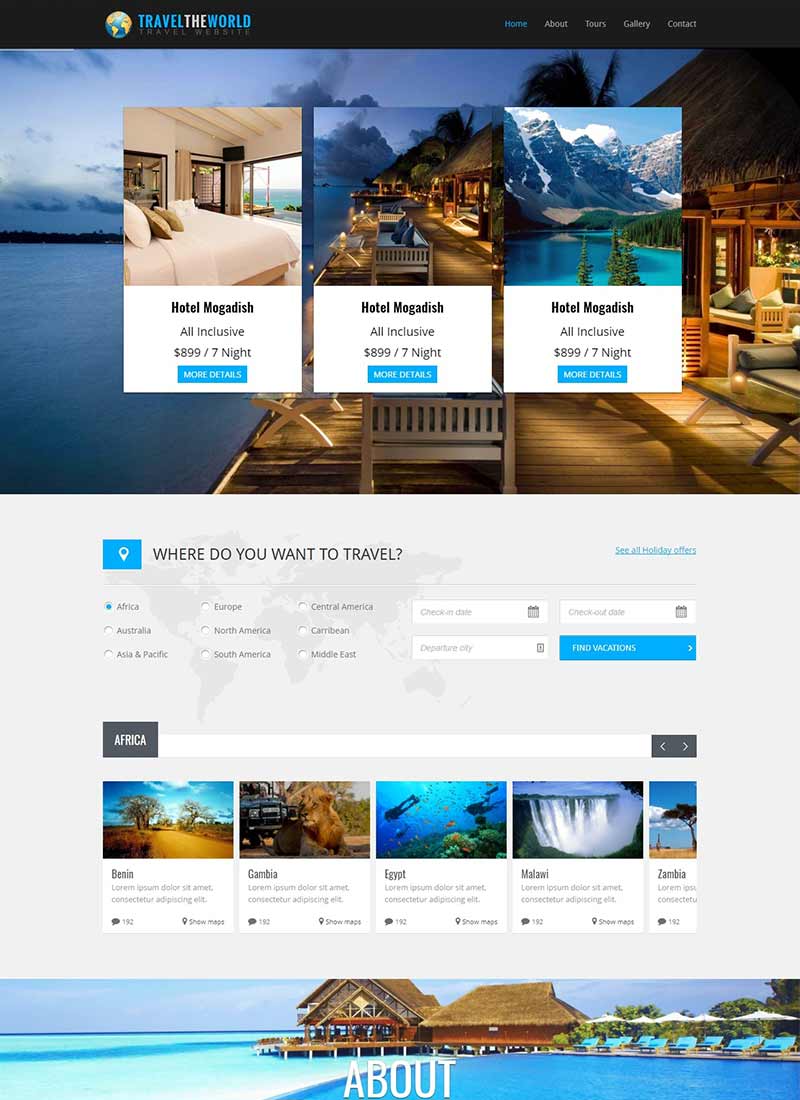 TRAVELTHEWORLD
TRAVEL WEBSITE
Home About Tours Gallery Contact
Hotel Mogadish
All Inclusive
$899 / 7 Night
MORE DETAILS
Hotel Mogadish
All Inclusive
$899 / 7 Night
MORE DETAILS
Hotel Mogadish
All Inclusive
$899 / 7 Night
MORE DETAILS
WHERE DO YOU WANT TO TRAVEL?
See all Holiday offers
Africa Europe Central America
Australia North America Carribean
Asia & Pacific South America Middle East
Check-in date Check-out date
Departure city FIND VACATIONS
AFRICA
Benin
Lorem ipsum dolor sit amet,
consectetur adipiscing elit.
192 Show maps
Gambia
Lorem ipsum dolor sit amet,
consectetur adipiscing elit.
192 Show maps
Egypt
Lorem ipsum dolor sit amet,
consectetur adipiscing elit.
192 Show maps
Malawi
Lorem ipsum dolor sit amet,
consectetur adipiscing elit.
192 Show maps
Zambia
Lorem
192
ABOUT